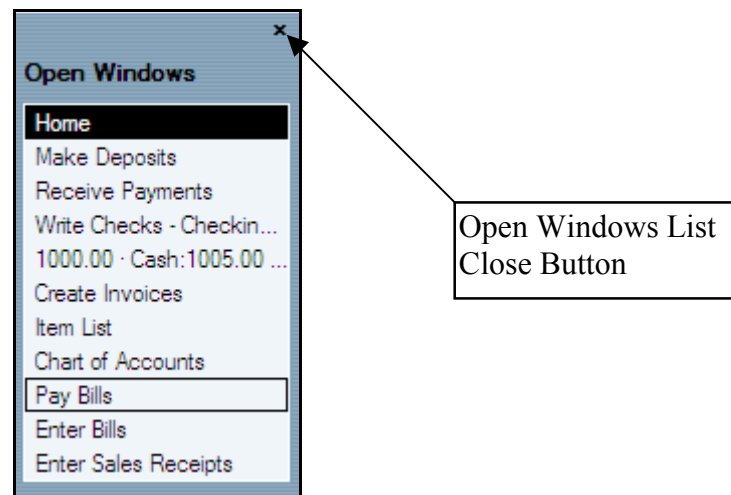 ×
Open Windows
Home
Make Deposits
Receive Payments
Write Checks - Checkin...
1000.00 · Cash:1005.00 ...
Create Invoices
Item List
Chart of Accounts
Pay Bills
Enter Bills
Enter Sales Receipts
Open Windows List
Close Button